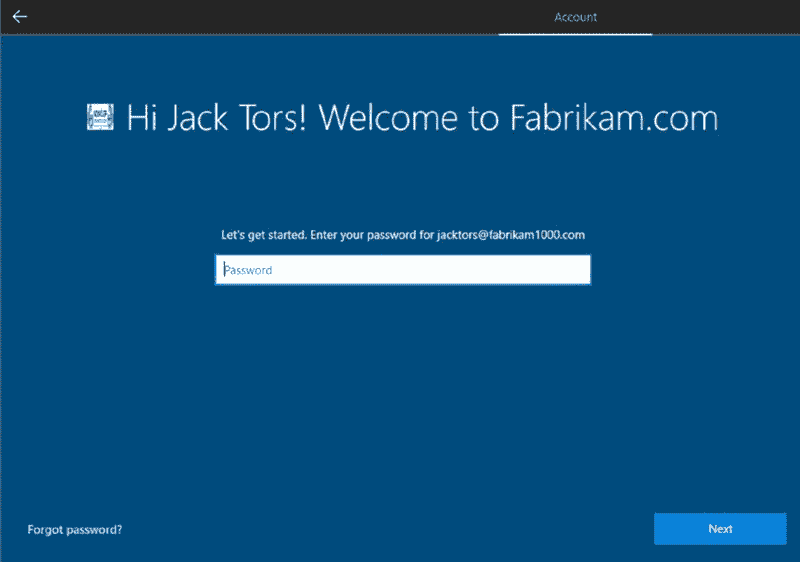 Account
Hi Jack Tors! Welcome to Fabrikam.com
Let's get started. Enter your password for jacktors@fabrikam1000.com
Password
Forgot password?
Next